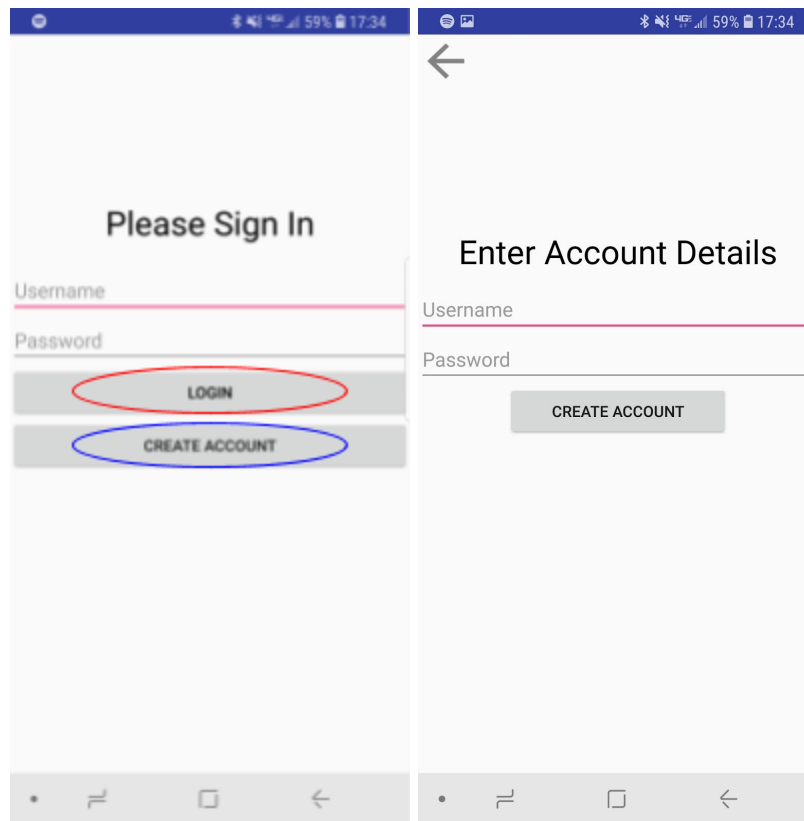 59% 17:34
Please Sign In
Username
Password
LOGIN
CREATE ACCOUNT
4GE 59% 17:34
Enter Account Details
Username
Password
CREATE ACCOUNT